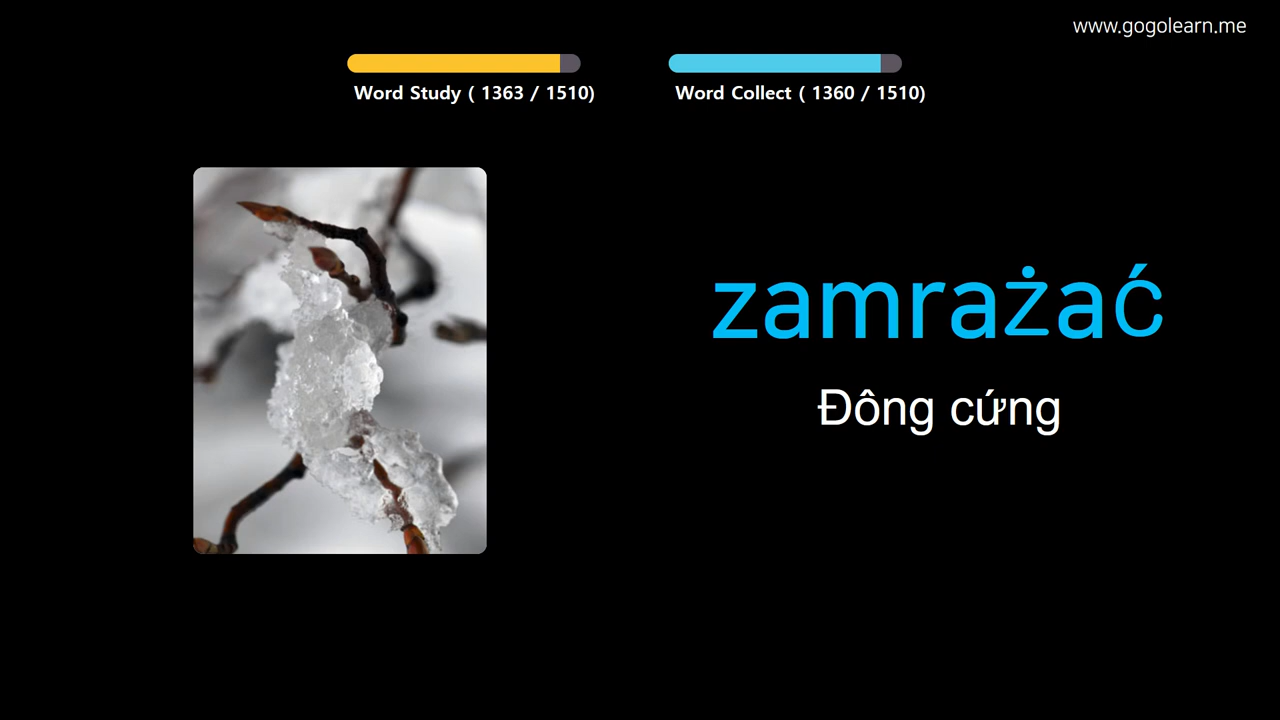 www.gogolearn.me
Word Study ( 1363 / 1510)
Word Collect ( 1360 / 1510)
zamrażać
Đông cứng